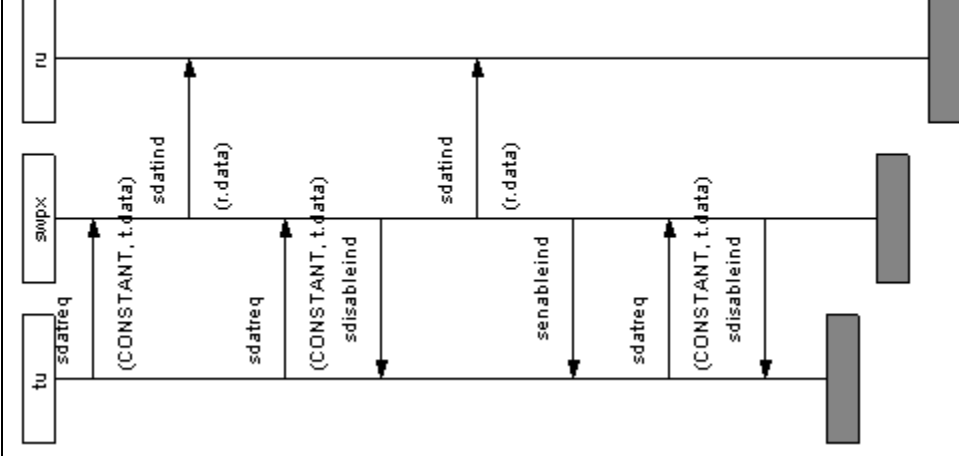 tu
swpx
ru
sdatreq
(CONSTANT, t.data)
sdatind
(r.data)
sdatreq
(CONSTANT, t.data)
sdisableind
sdatind
(r.data)
senableind
sdatreq
(CONSTANT, t.data)
sdisableind